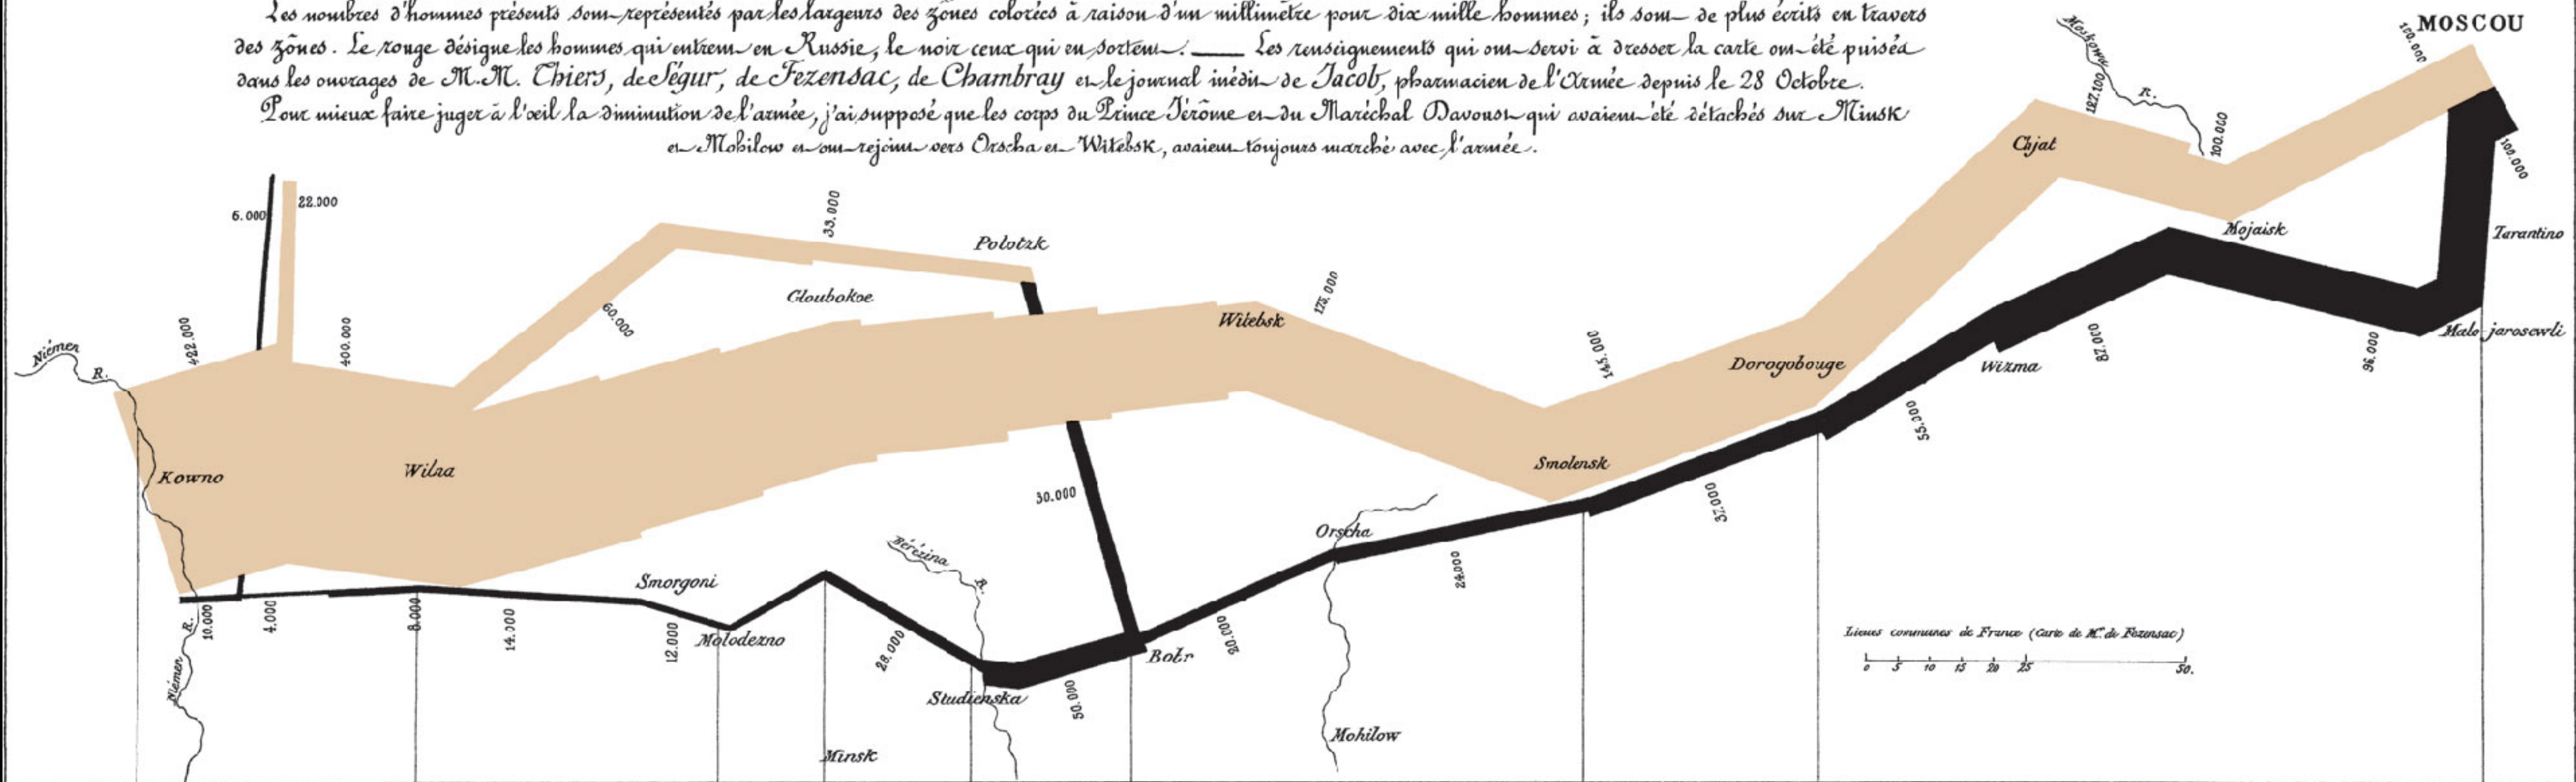 Les nombres d'hommes présents sont représentés par les largeurs des zones colorées à raison d'un millimètre pour dix mille hommes; ils sont de plus écrits en travers
des zônes. Le rouge désigne les hommes qui entrent en Russie, le noir ceux qui en sortent. — Les renseignements qui ont servi à dresser la carte ont été puisés
dans les ouvrages de M.M. Thiers, de Ségur, de Fezensac, de Chambray et le journal inédit de Jacob, pharmacien de l'Armée depuis le 28 Octobre.
Pour mieux faire juger à l'œil la diminution de l'armée, j'ai supposé que les corps du Prince Jérôme et du Maréchal Davoust qui avaient été détachés sur Minsk
et Mohilow et ont rejoint vers Orscha et Witebsk, avaient toujours marché avec l'armée.
MOSCOU
100.000
Moskowa
R.
127.100
100.000
Chjat
100.000
Mojaisk
Tarantino
Malo-jarosewli
6.000
22.000
33.000
Polotzk
Gloubokoe
60.000
422.000
400.000
Niémen
R.
Kowno
Wilna
Witebsk
175.000
145.000
Smolensk
Dorogobouge
Wizma
82.000
96.000
55.000
37.000
30.000
Orscha
24.000
Bérézina
R.
Smorgoni
10.000
4.000
8.000
14.000
12.000
Molodezno
28.000
Studienska
50.000
Bobr
20.000
R.
Niémen
Minsk
Mohilow
Lieues communes de France (Carte de M. de Fezensac)
0 5 10 15 20 25 50.